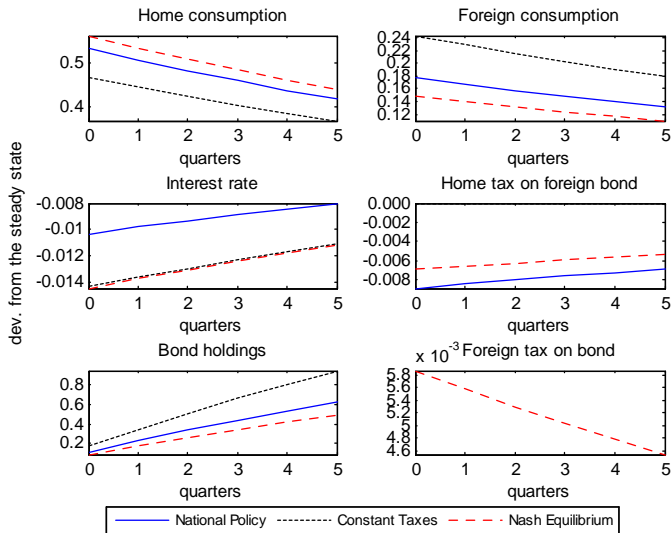 Home consumption
0.5
0.4
0 1 2 3 4 5
quarters
Foreign consumption
0.24
0.22
0.2
0.18
0.16
0.14
0.12
0 1 2 3 4 5
quarters
dev. from the steady state
Interest rate
-0.008
-0.01
-0.012
-0.014
0 1 2 3 4 5
quarters
Home tax on foreign bond
0.000
-0.002
-0.004
-0.006
-0.008
0 1 2 3 4 5
quarters
Bond holdings
0.8
0.6
0.4
0.2
0 1 2 3 4 5
quarters
x 10-3 Foreign tax on bond
5.8
5.6
5.4
5.2
5
4.8
4.6
0 1 2 3 4 5
quarters
National Policy Constant Taxes Nash Equilibrium